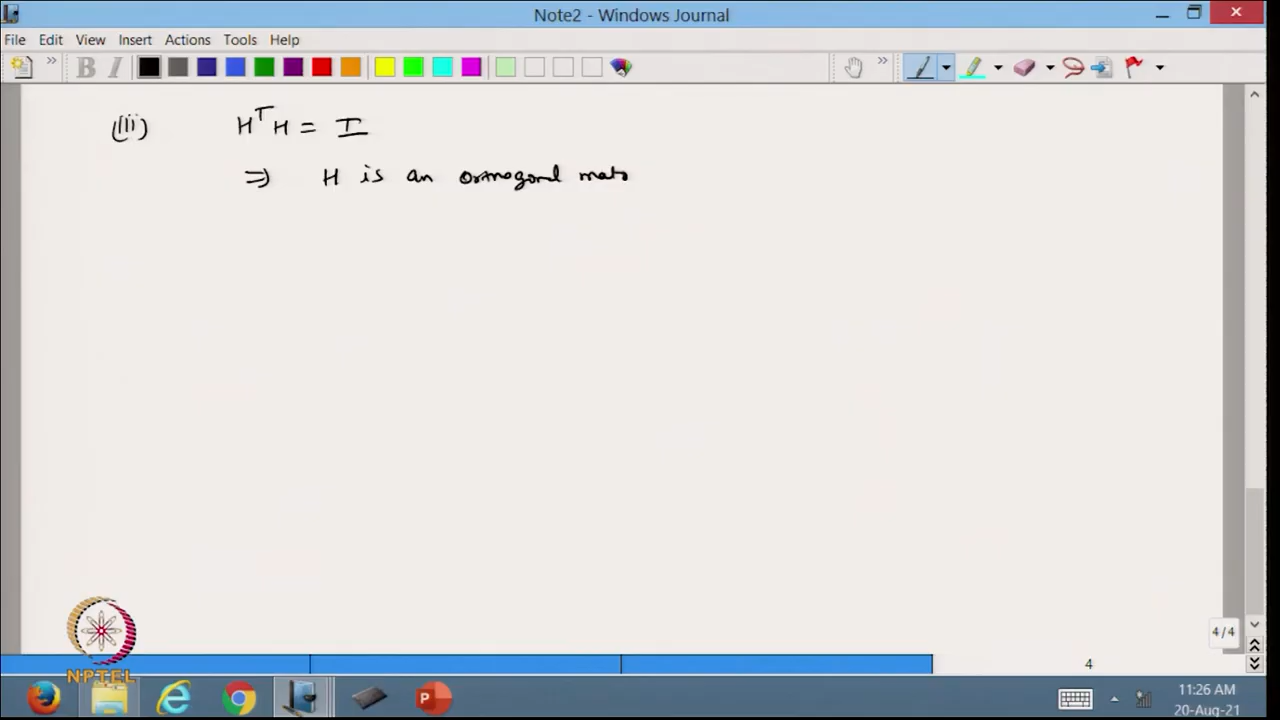 Note2 - Windows Journal
File Edit View Insert Actions Tools Help
(iii) H^T H = I
⇒ H is an orthogonal mat
4 / 4
4
NPTEL
11:26 AM
20-Aug-21